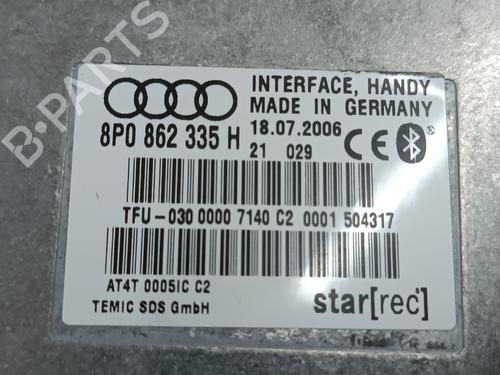 INTERFACE, HANDY
MADE IN GERMANY
8P0 862 335 H
18.07.2006
21 029
CE
®
TFU-030 0000 7140 C2 0001 504317
AT4T 0005IC C2
TEMIC SDS GmbH
star[rec]
B-PARTS